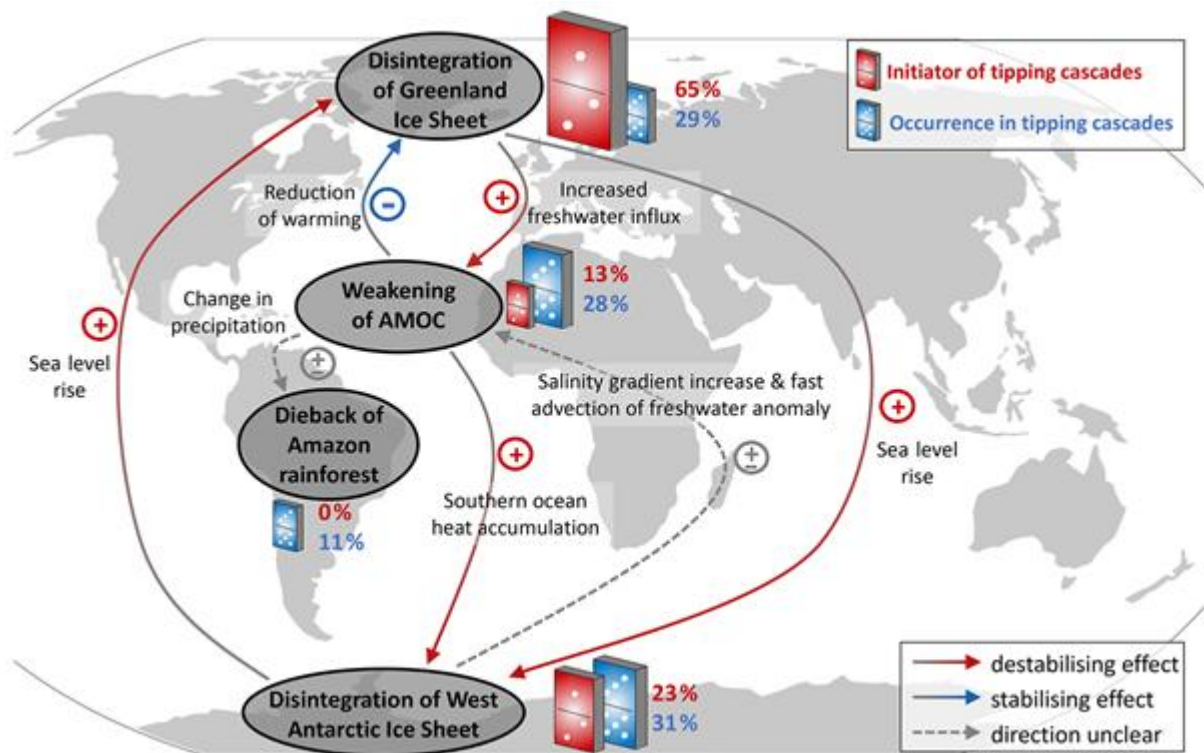 Disintegration
of Greenland
Ice Sheet
65%
29%
Initiator of tipping cascades
Occurrence in tipping cascades
Reduction
of warming
−
+
Increased
freshwater influx
Weakening
of AMOC
13%
28%
Change in
precipitation
±
+
Sea level
rise
Salinity gradient increase & fast
advection of freshwater anomaly
±
+
Sea level
rise
Dieback of
Amazon
rainforest
0%
11%
+
Southern ocean
heat accumulation
Disintegration of West
Antarctic Ice Sheet
23%
31%
destabilising effect
stabilising effect
direction unclear